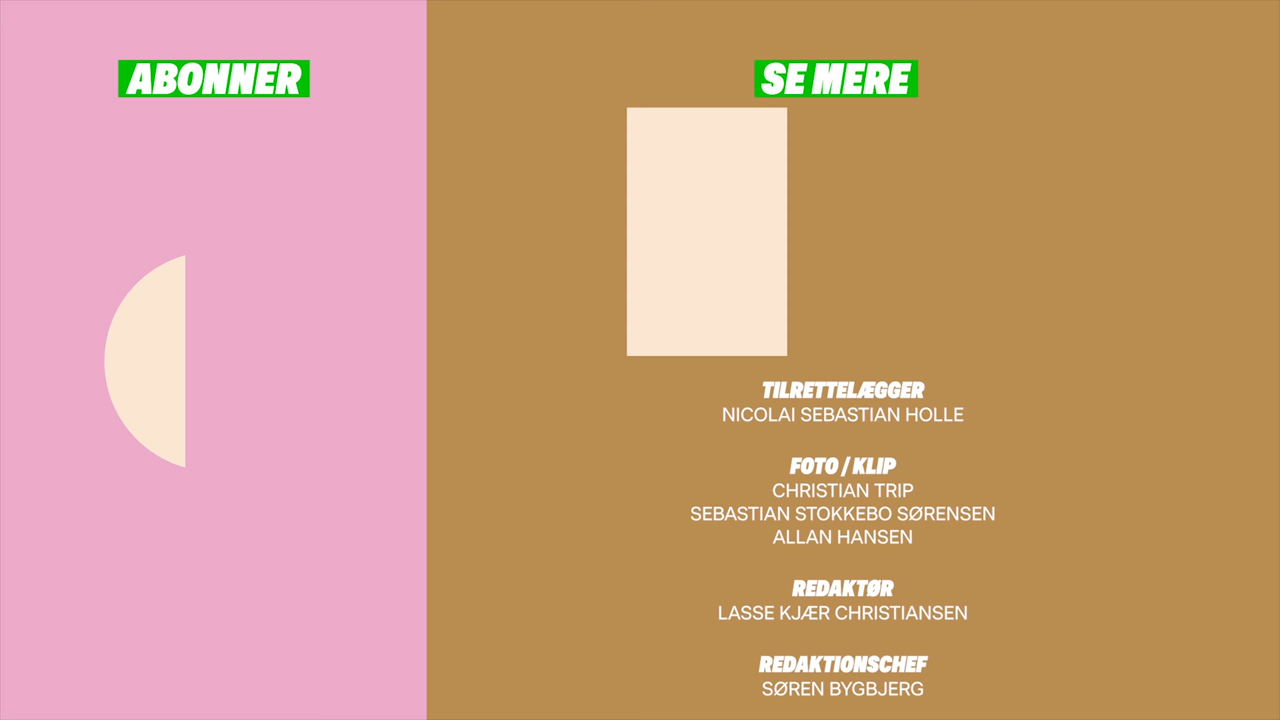 ABONNER
SE MERE
TILRETTELÆGGER
NICOLAI SEBASTIAN HOLLE
FOTO / KLIP
CHRISTIAN TRIP
SEBASTIAN STOKKEBO SØRENSEN
ALLAN HANSEN
REDAKTØR
LASSE KJÆR CHRISTIANSEN
REDAKTIONSCHEF
SØREN BYGBJERG